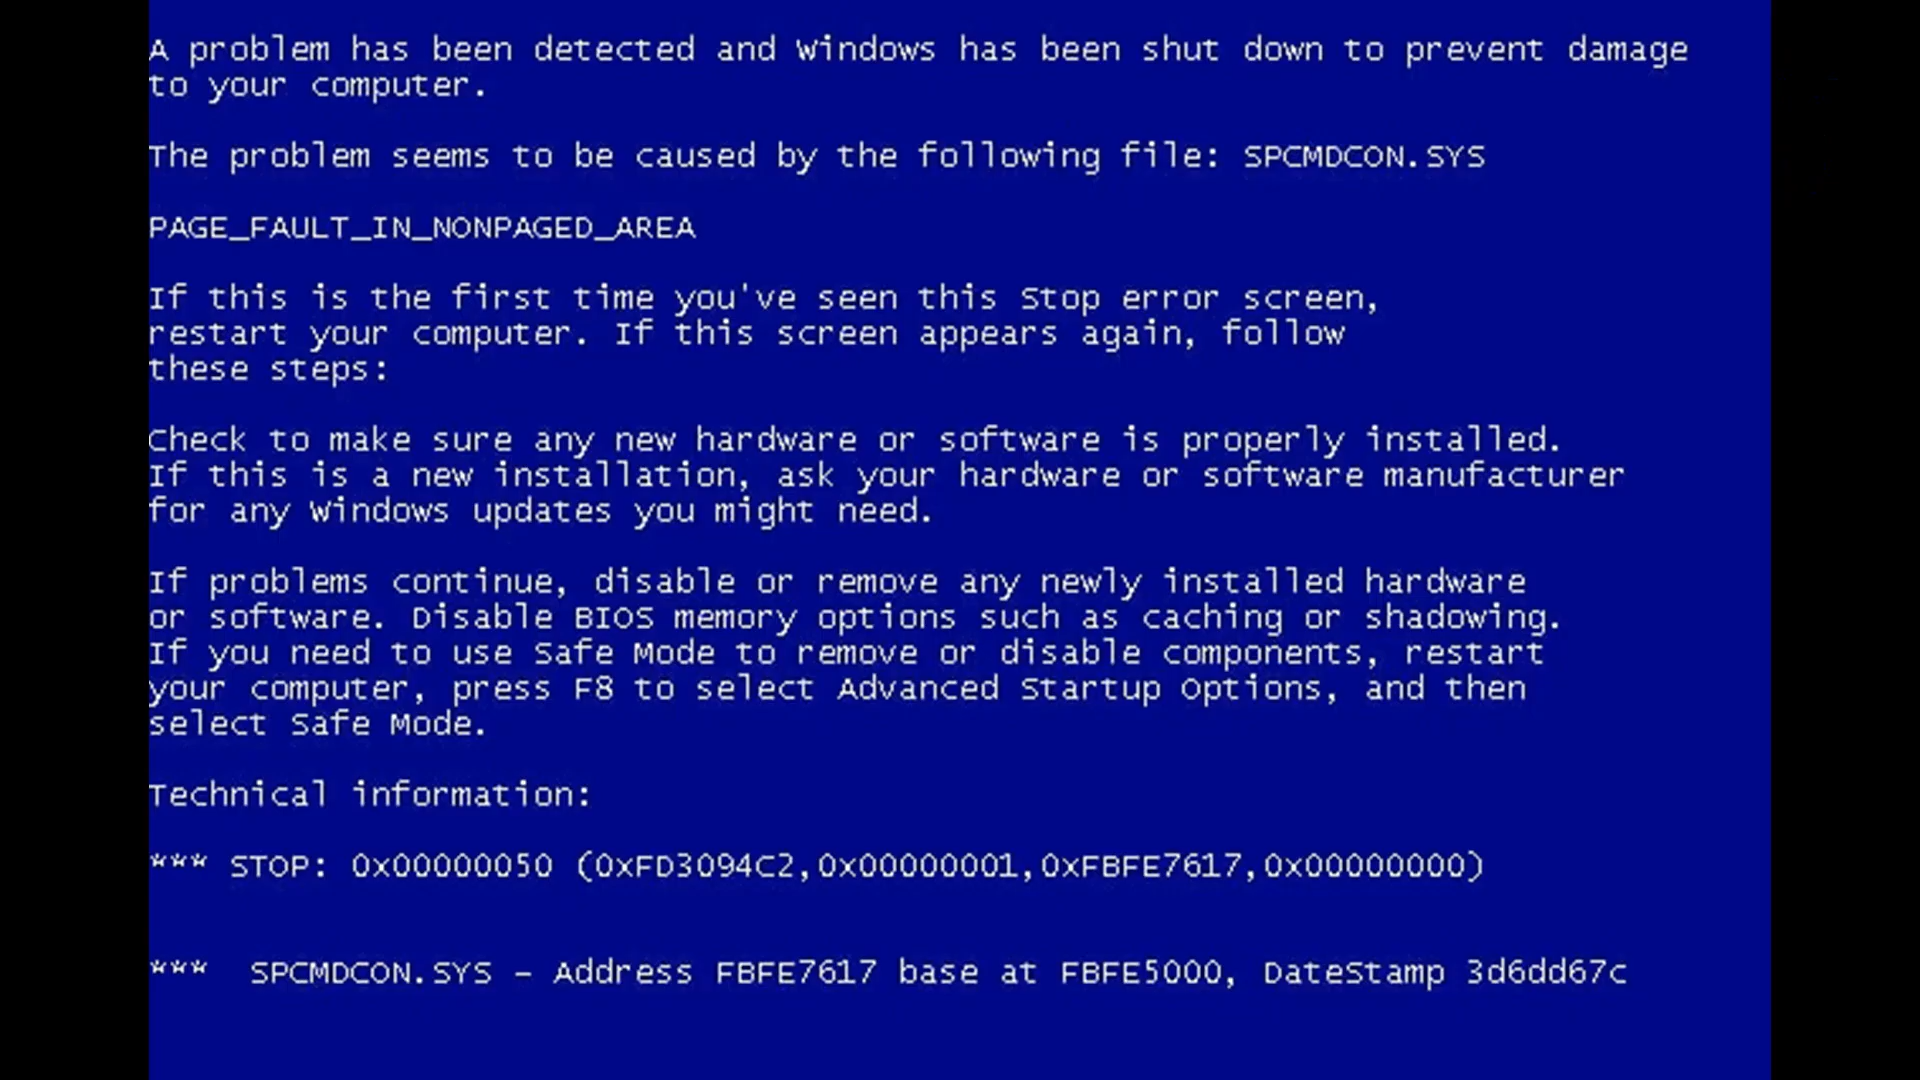 A problem has been detected and Windows has been shut down to prevent damage
to your computer.
The problem seems to be caused by the following file: SPCMDCON.SYS
PAGE_FAULT_IN_NONPAGED_AREA
If this is the first time you've seen this Stop error screen,
restart your computer. If this screen appears again, follow
these steps:
Check to make sure any new hardware or software is properly installed.
If this is a new installation, ask your hardware or software manufacturer
for any Windows updates you might need.
If problems continue, disable or remove any newly installed hardware
or software. Disable BIOS memory options such as caching or shadowing.
If you need to use Safe Mode to remove or disable components, restart
your computer, press F8 to select Advanced Startup Options, and then
select Safe Mode.
Technical information:
*** STOP: 0x00000050 (0xFD3094C2,0x00000001,0xFBFE7617,0x00000000)
***  SPCMDCON.SYS - Address FBFE7617 base at FBFE5000, DateStamp 3d6dd67c